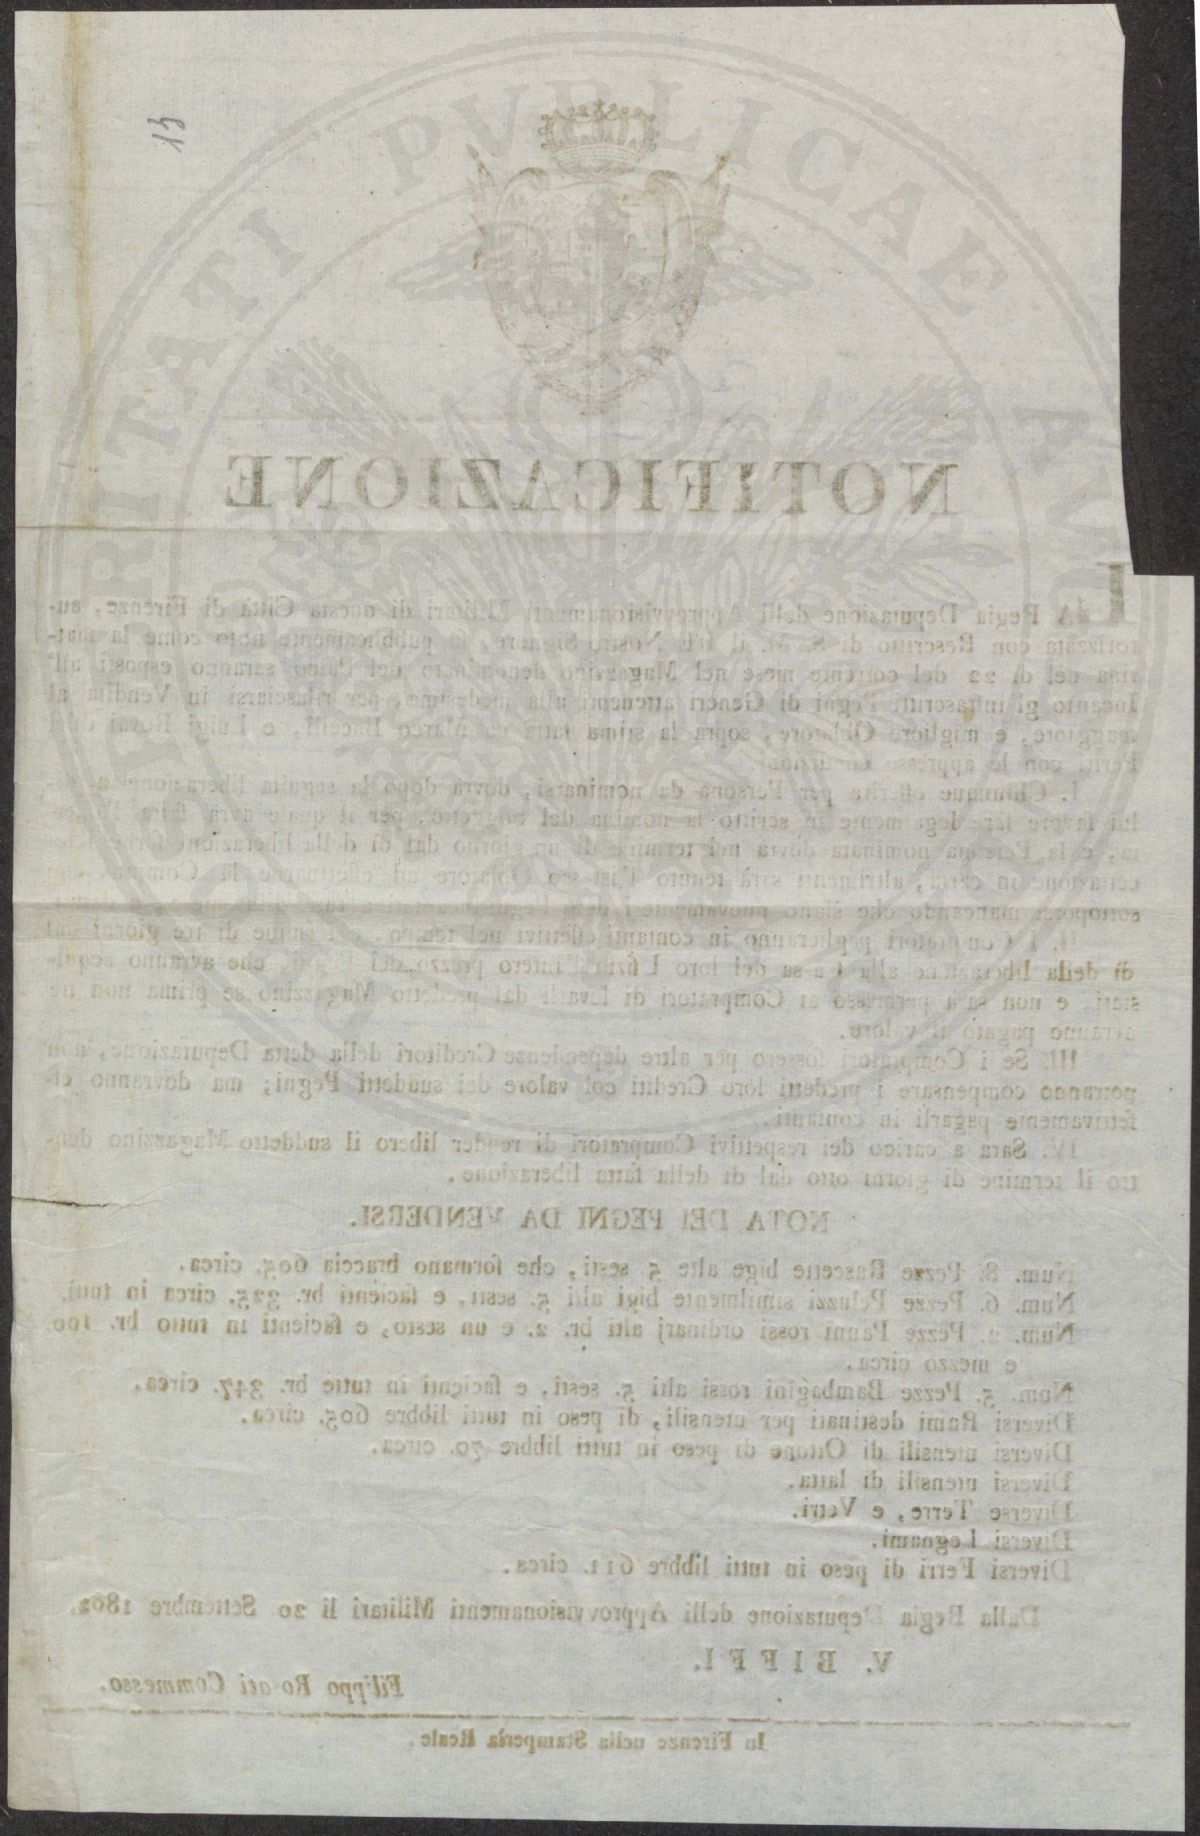 15
PVBLICAE
NOTIFICAZIONE
LA Regia Deputazione delli Approvvisionamenti Militari di questa Città di Firenze, au-
torizzata con Rescritto di S. M. il Nostro Signore, fa pubblicamente noto come la mat-
tina del dì 22 del corrente mese nel Magazzino denominato del Palco saranno esposti all'
Incanto gl'infrascritti Pegni di Generi attenenti alla medesima, per rilasciarsi in Vendita al
maggiore, e migliore Oblatore, sopra la stima fatta da Marco Bucelli, e Luigi
Periti con le appresso condizioni.
I. Chiunque offerirà per Persona da nominarsi, dovrà dopo la seguita liberazione a di
lui favore fare legalmente in scritto la nomina del soggetto, per il quale avrà fatta l'
e la Persona nominata dovrà nel termine di un giorno dal dì della liberazione farne l'ac-
cettazione in carta, altrimenti sarà tenuto l'istesso Oblatore ad effettuarne la Compra,
sottoporsi mancando che siano nuovamente i detti Pegni
II. I Compratori pagheranno in contanti effettivi nel tempo, e termine di tre giorni dal
dì della liberazione alla Cassa del loro Ufizio l'intero prezzo dei Pegni, che avranno acqui-
stati, e non sarà permesso ai Compratori di levarli dal predetto Magazzino se prima non ne
avranno pagato il valore.
III. Se i Compratori fossero per altre dependenze Creditori della detta Deputazione, non
potranno compensare i predetti loro Crediti col valore dei suddetti Pegni; ma dovranno ef-
fettivamente pagarli in contanti.
IV. Sarà a carico dei respettivi Compratori di render libero il suddetto Magazzino den-
tro il termine di giorni otto dal dì della fatta liberazione.
NOTA DEI PEGNI DA VENDERSI.
Num. 8. Pezze Rascette bige alte 5 sesti, che formano braccia 605. circa.
Num. 6. Pezze Peluzzi similmente bigi alti 5. sesti, e facienti br. 325. circa in tutti.
Num. 2. Pezze Panni rossi ordinarj alti br. 2. e un sesto, e facienti in tutto br. 100.
e mezzo circa.
Num. 5. Pezze Bambagini rossi alti 5. sesti, e facienti in tutte br. 347. circa.
Diversi Rami destinati per utensili, di peso in tutti libbre 605. circa.
Diversi utensili di Ottone di peso in tutti libbre 70. circa.
Diversi utensili di latta.
Diverse Terre, e Vetri.
Diversi Legnami.
Diversi Ferri di peso in tutti libbre 611. circa.
Dalla Regia Deputazione delli Approvvisionamenti Militari li 20 Settembre 1802.
V. BIFFI.
Filippo Rosati Commesso.
In Firenze nella Stamperia Reale.